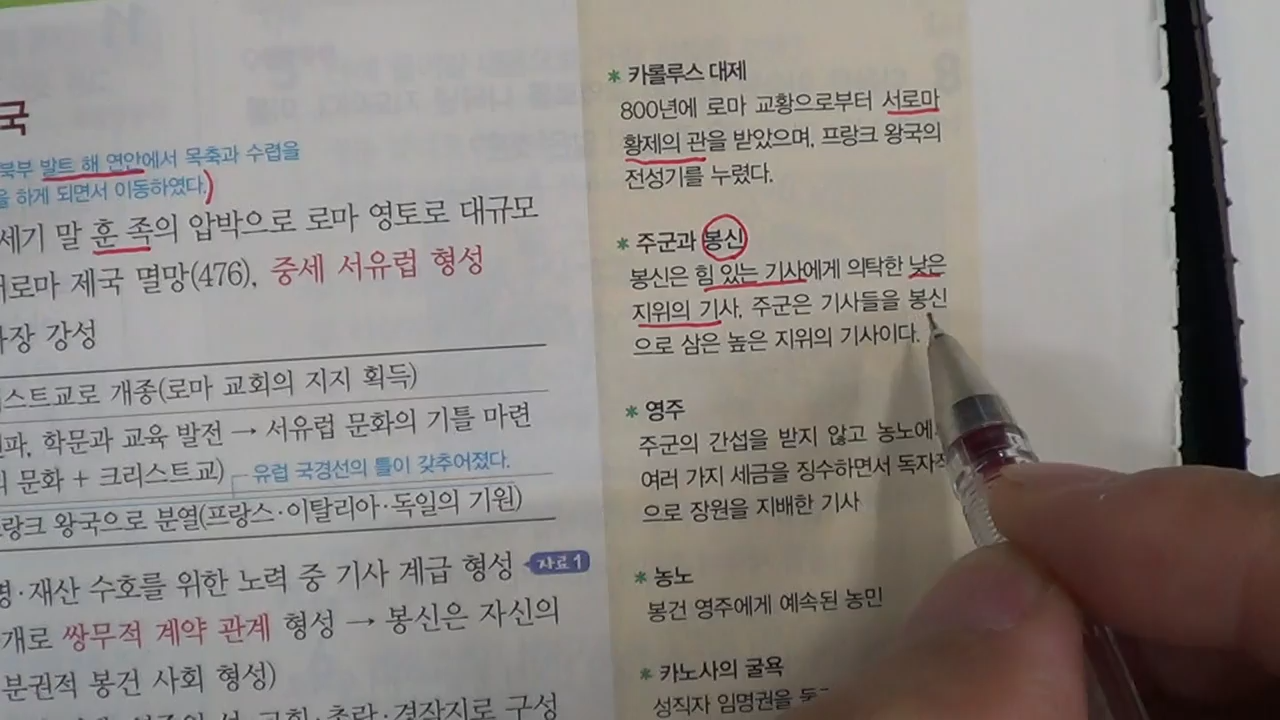 국
북부 발트 해 연안에서 목축과 수렵을
을 하게 되면서 이동하였다.)
세기 말 훈 족의 압박으로 로마 영토로 대규모
서로마 제국 멸망(476), 중세 서유럽 형성
장 강성
스트교로 개종(로마 교회의 지지 획득)
파, 학문과 교육 발전 → 서유럽 문화의 기틀 마련
문화 + 크리스트교)
유럽 국경선의 틀이 갖추어졌다.
랑크 왕국으로 분열(프랑스·이탈리아·독일의 기원)
명·재산 수호를 위한 노력 중 기사 계급 형성
자료 1
개로 쌍무적 계약 관계 형성 → 봉신은 자신의
분권적 봉건 사회 형성)
교회·촌락·경작지로 구성
* 카롤루스 대제
800년에 로마 교황으로부터 서로마
황제의 관을 받았으며, 프랑크 왕국의
전성기를 누렸다.
* 주군과 봉신
봉신은 힘 있는 기사에게 의탁한 낮은
지위의 기사, 주군은 기사들을 봉신
으로 삼은 높은 지위의 기사이다.
* 영주
주군의 간섭을 받지 않고 농노에
여러 가지 세금을 징수하면서 독자
으로 장원을 지배한 기사
* 농노
봉건 영주에게 예속된 농민
* 카노사의 굴욕
성직자 임명권을